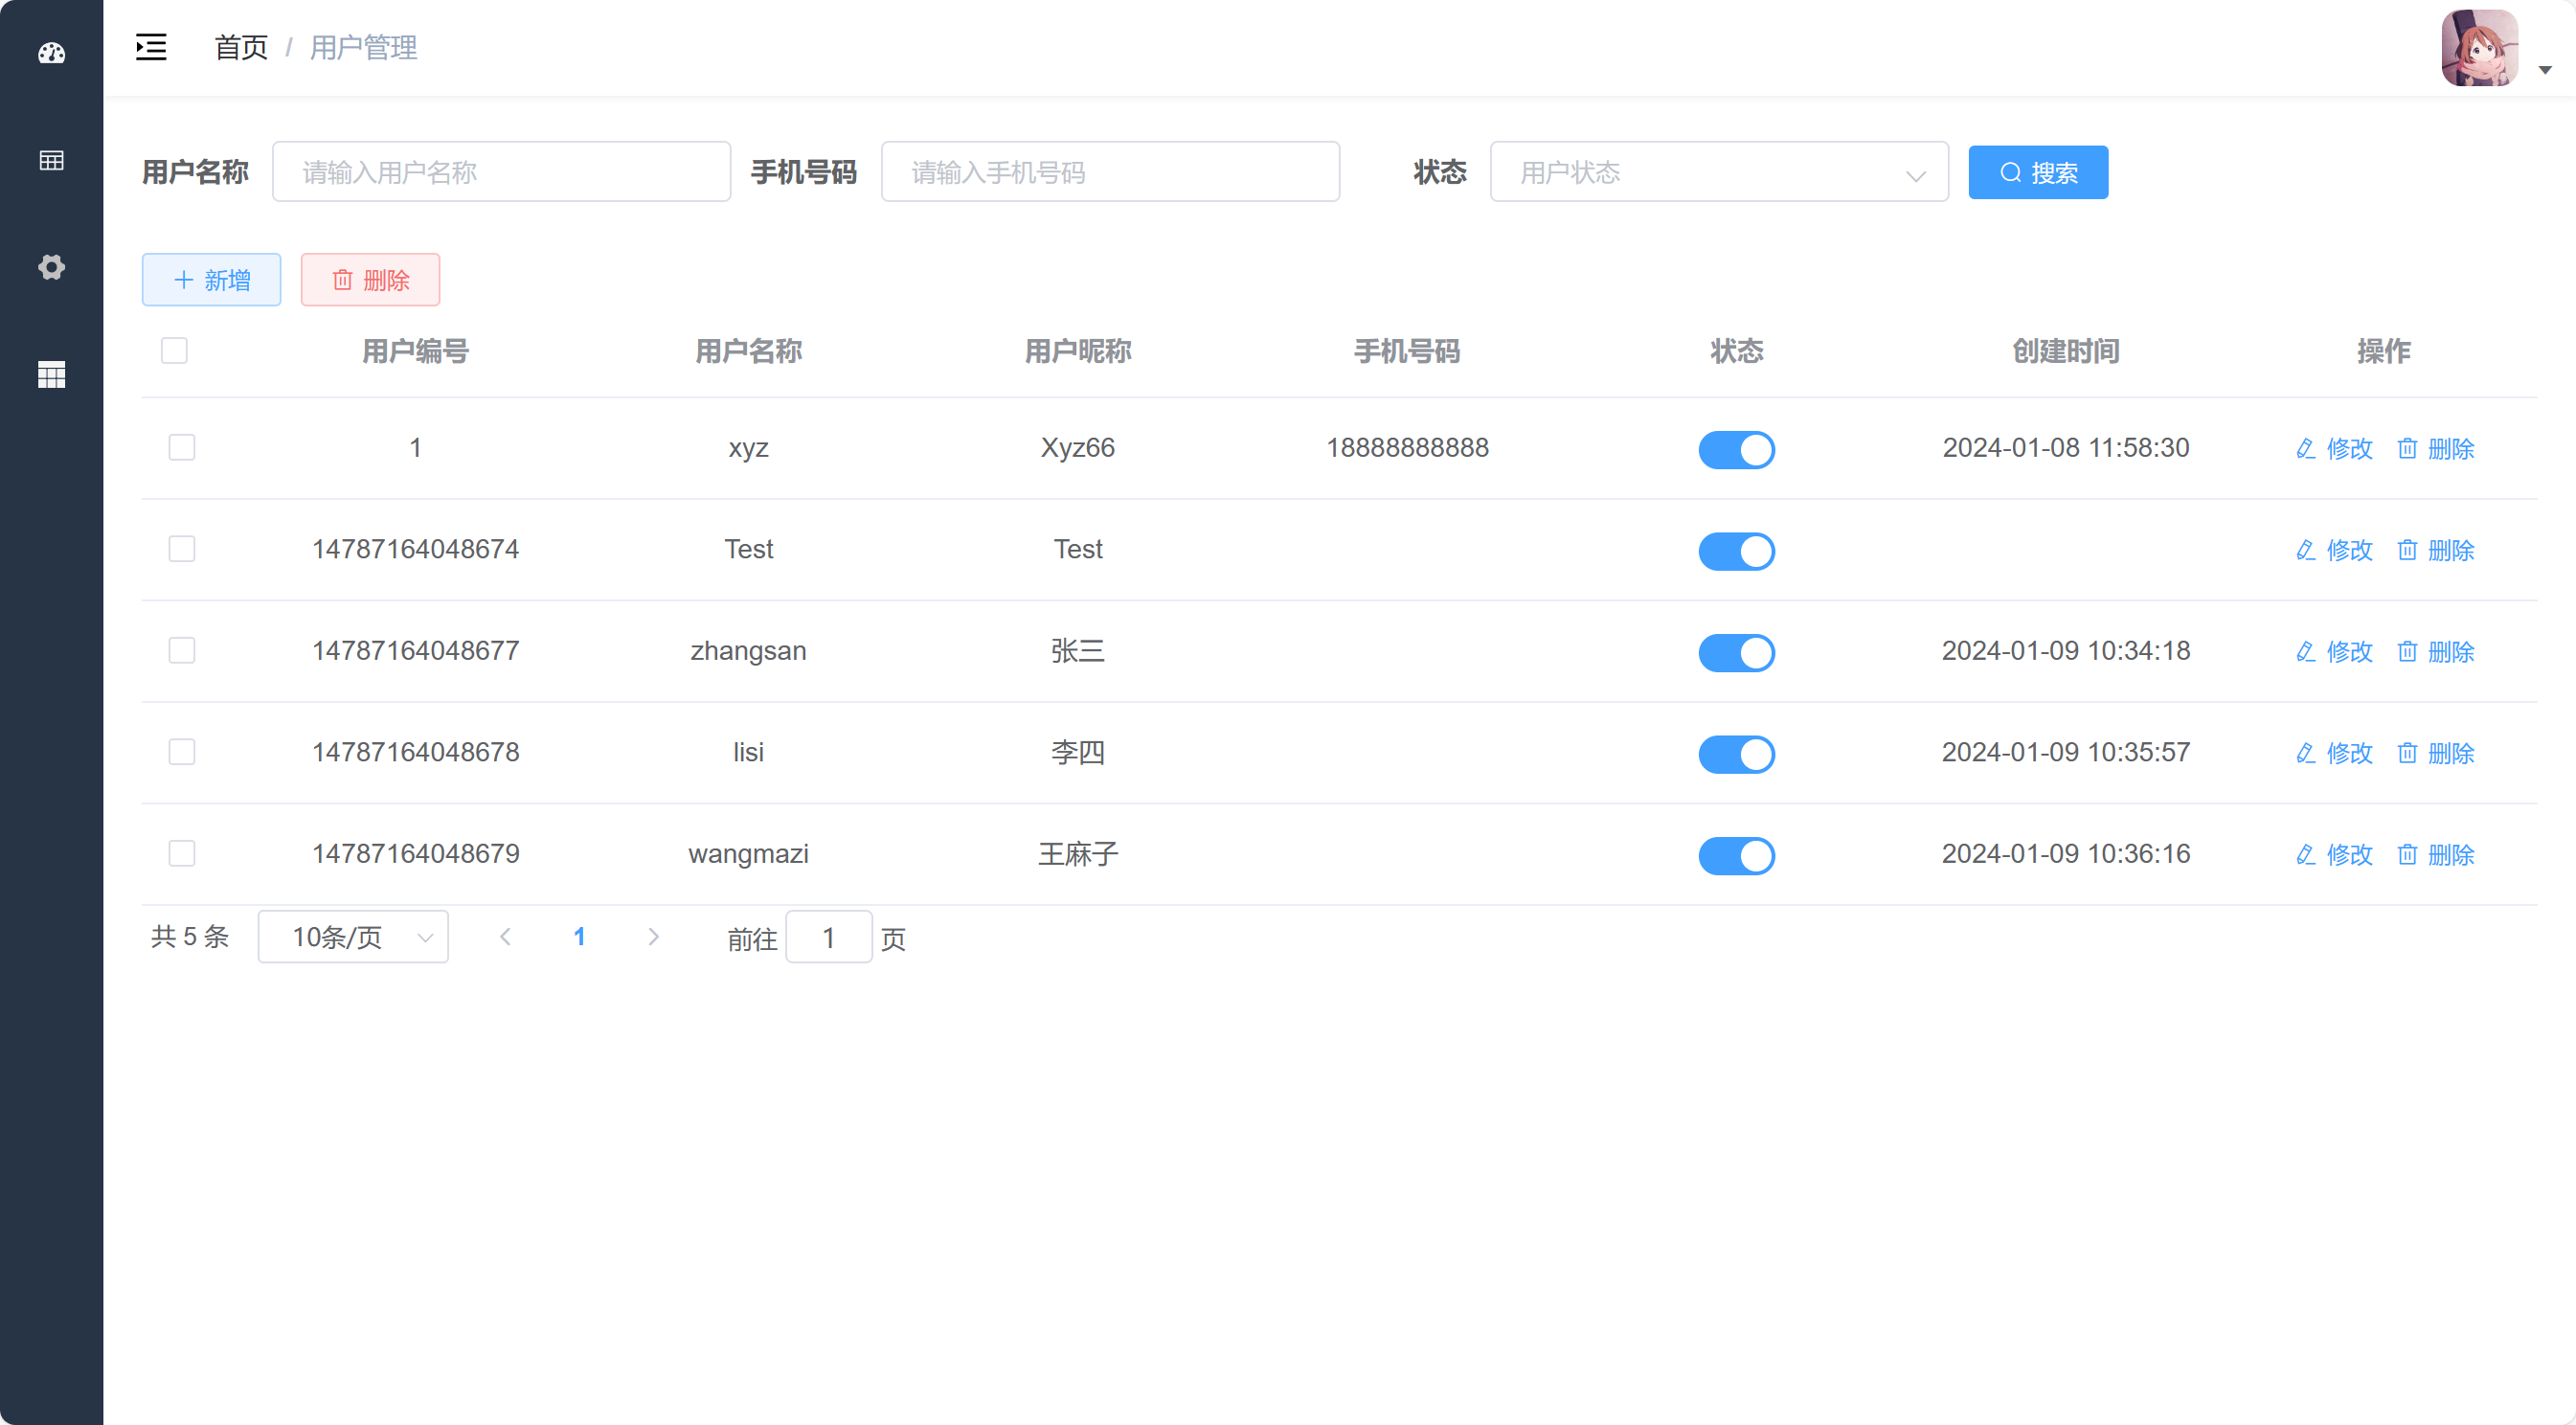 首页 / 用户管理
用户名称 请输入用户名称 手机号码 请输入手机号码 状态 用户状态 搜索
新增 删除
用户编号 用户名称 用户昵称 手机号码 状态 创建时间 操作
1 xyz Xyz66 18888888888 2024-01-08 11:58:30 修改 删除
14787164048674 Test Test 修改 删除
14787164048677 zhangsan 张三 2024-01-09 10:34:18 修改 删除
14787164048678 lisi 李四 2024-01-09 10:35:57 修改 删除
14787164048679 wangmazi 王麻子 2024-01-09 10:36:16 修改 删除
共 5 条 10条/页 1 前往 1 页